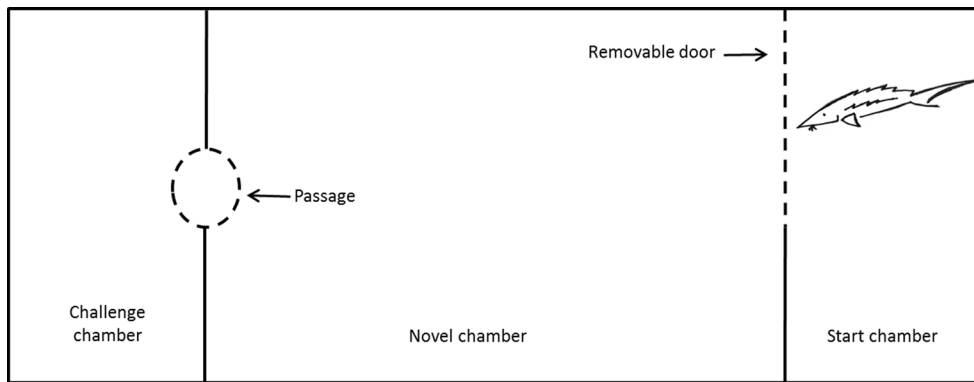 Removable door
Passage
Challenge
chamber
Novel chamber
Start chamber